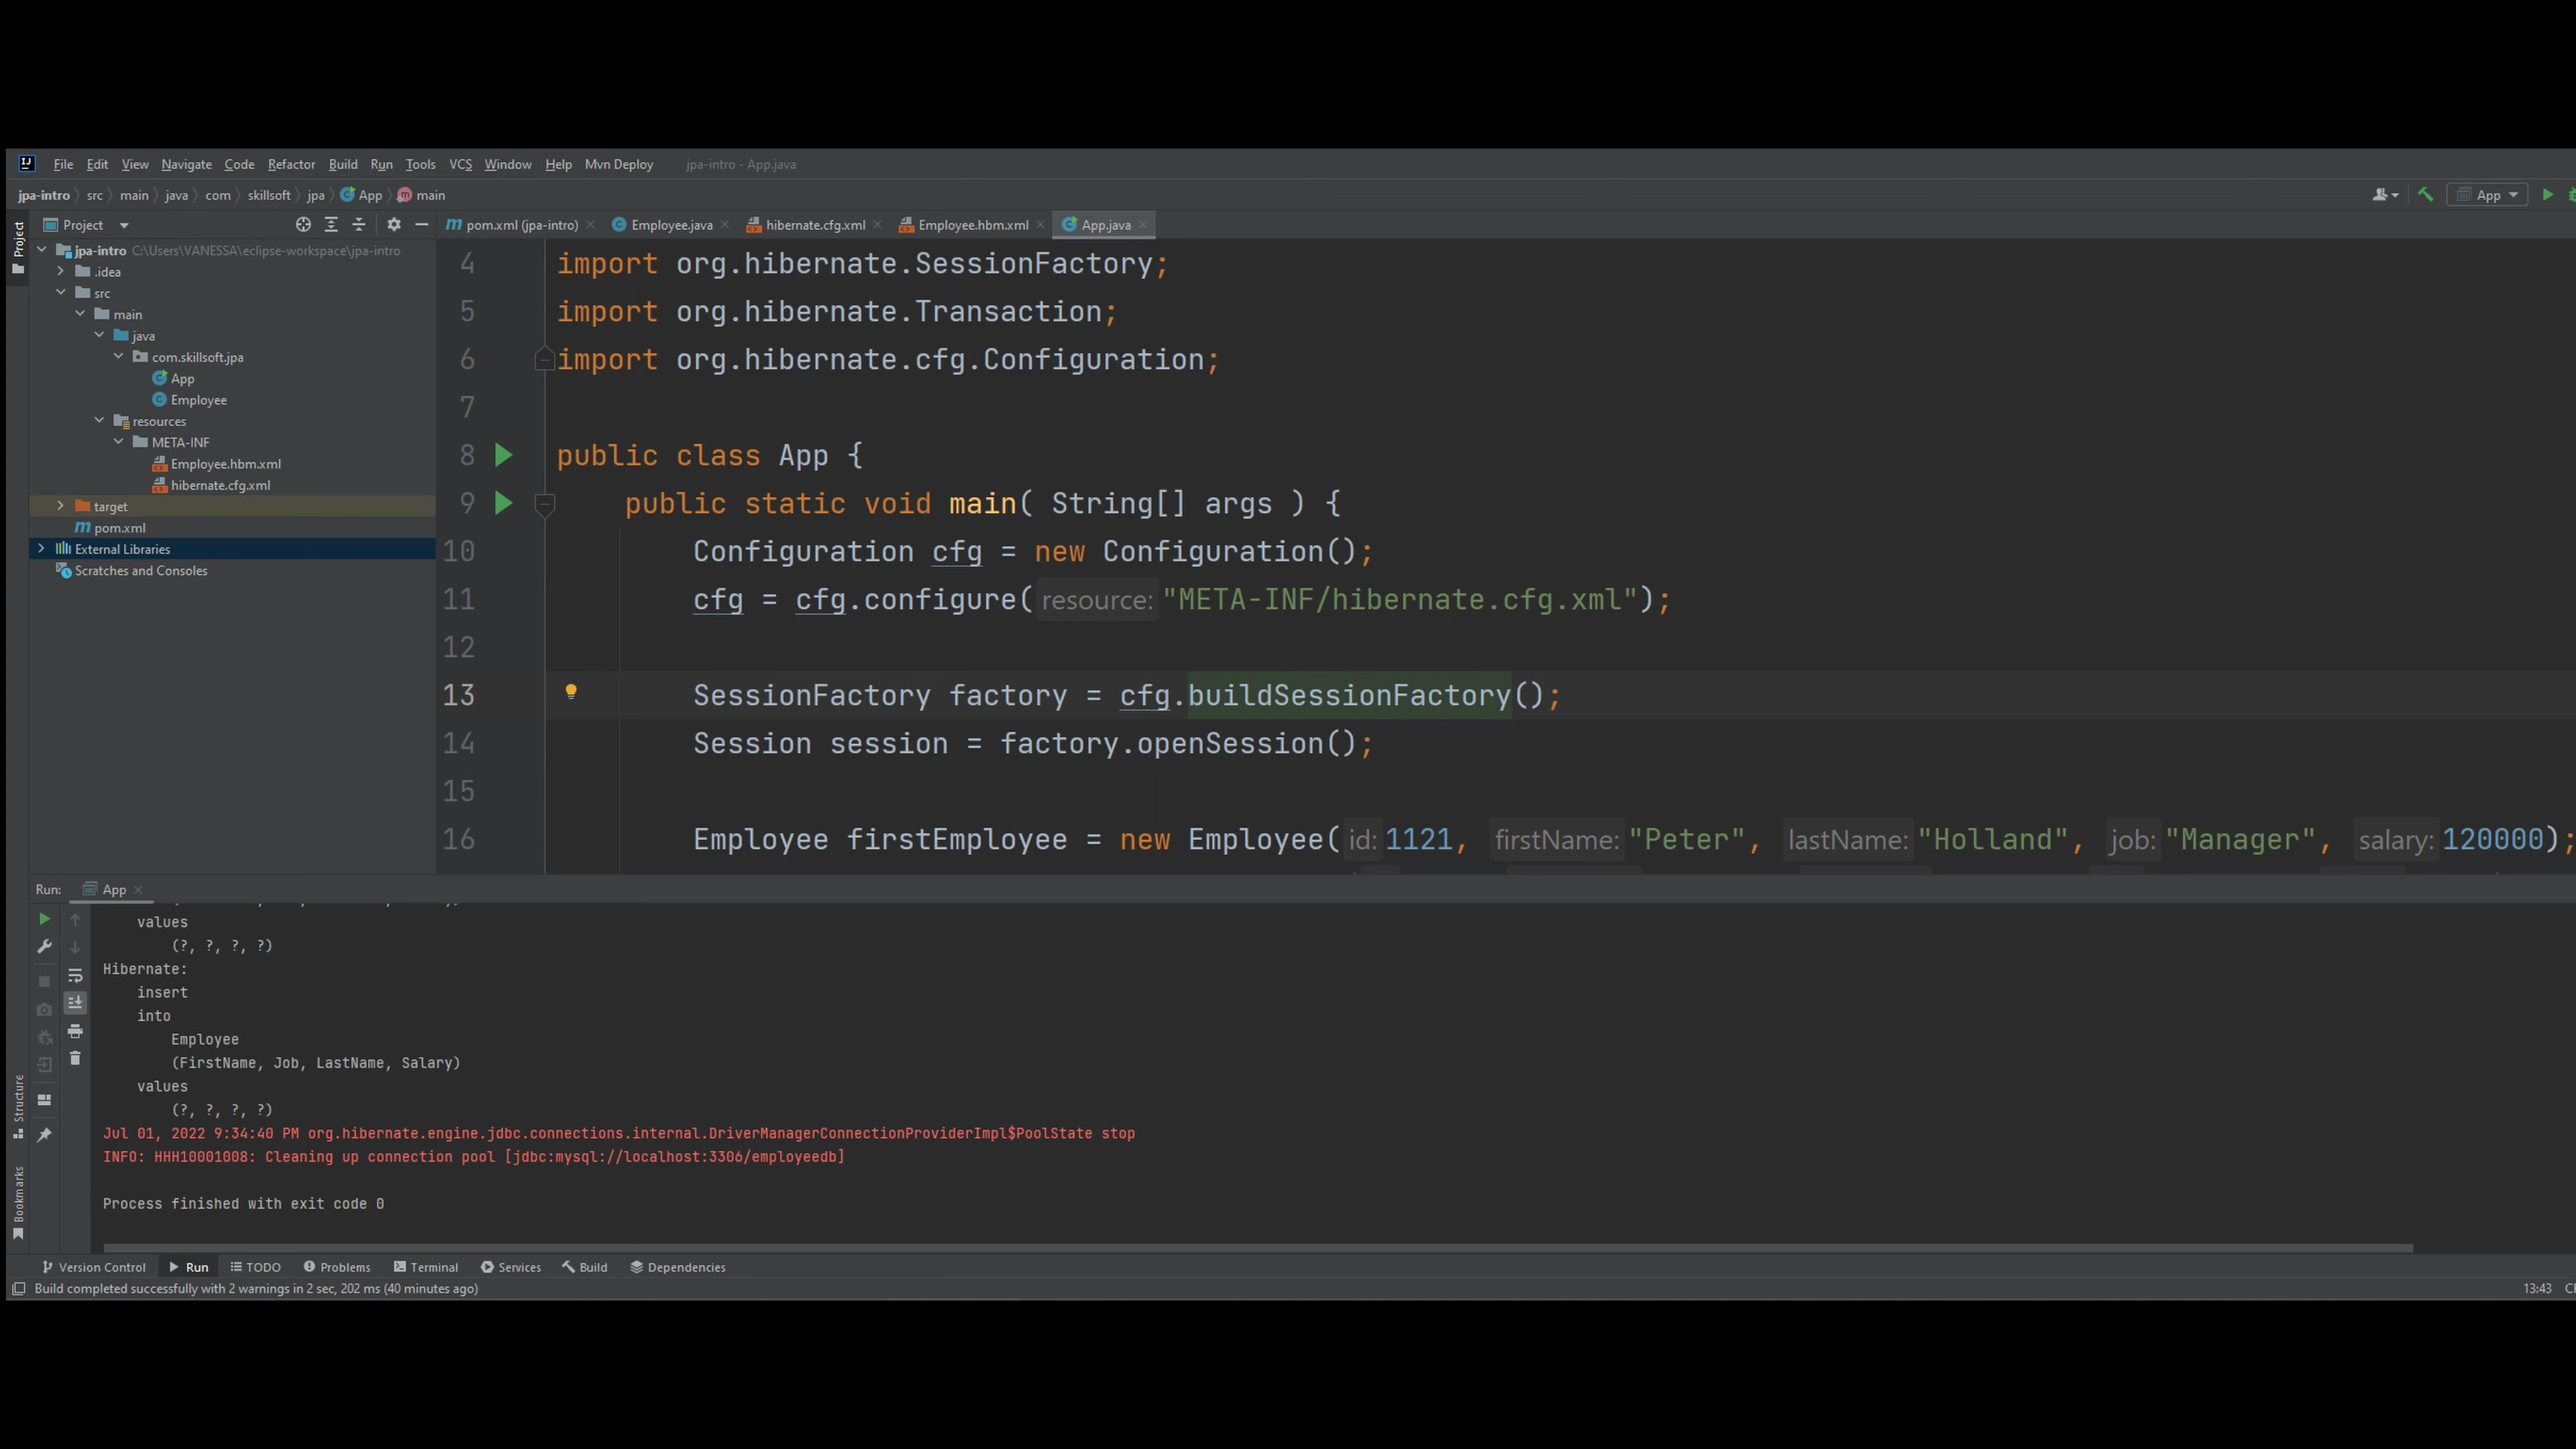 File Edit View Navigate Code Refactor Build Run Tools VCS Window Help Mvn Deploy jpa-intro - App.java
jpa-intro src main java com skillsoft jpa App main
App
Project
pom.xml (jpa-intro) Employee.java hibernate.cfg.xml Employee.hbm.xml App.java
Project
jpa-intro C:\Users\VANESSA\eclipse-workspace\jpa-intro
.idea
src
main
java
com.skillsoft.jpa
App
Employee
resources
META-INF
Employee.hbm.xml
hibernate.cfg.xml
target
pom.xml
External Libraries
Scratches and Consoles
4 import org.hibernate.SessionFactory;
5 import org.hibernate.Transaction;
6 import org.hibernate.cfg.Configuration;
7
8 public class App {
9 public static void main( String[] args ) {
10 Configuration cfg = new Configuration();
11 cfg = cfg.configure( resource: "META-INF/hibernate.cfg.xml");
12
13 SessionFactory factory = cfg.buildSessionFactory();
14 Session session = factory.openSession();
15
16 Employee firstEmployee = new Employee( id: 1121, firstName: "Peter", lastName: "Holland", job: "Manager", salary: 120000);
Run: App
values
(?, ?, ?, ?)
Hibernate:
insert
into
Employee
(FirstName, Job, LastName, Salary)
values
(?, ?, ?, ?)
Jul 01, 2022 9:34:40 PM org.hibernate.engine.jdbc.connections.internal.DriverManagerConnectionProviderImpl$PoolState stop
INFO: HHH10001008: Cleaning up connection pool [jdbc:mysql://localhost:3306/employeedb]
Process finished with exit code 0
Structure
Bookmarks
Version Control Run TODO Problems Terminal Services Build Dependencies
Build completed successfully with 2 warnings in 2 sec, 202 ms (40 minutes ago)
13:43